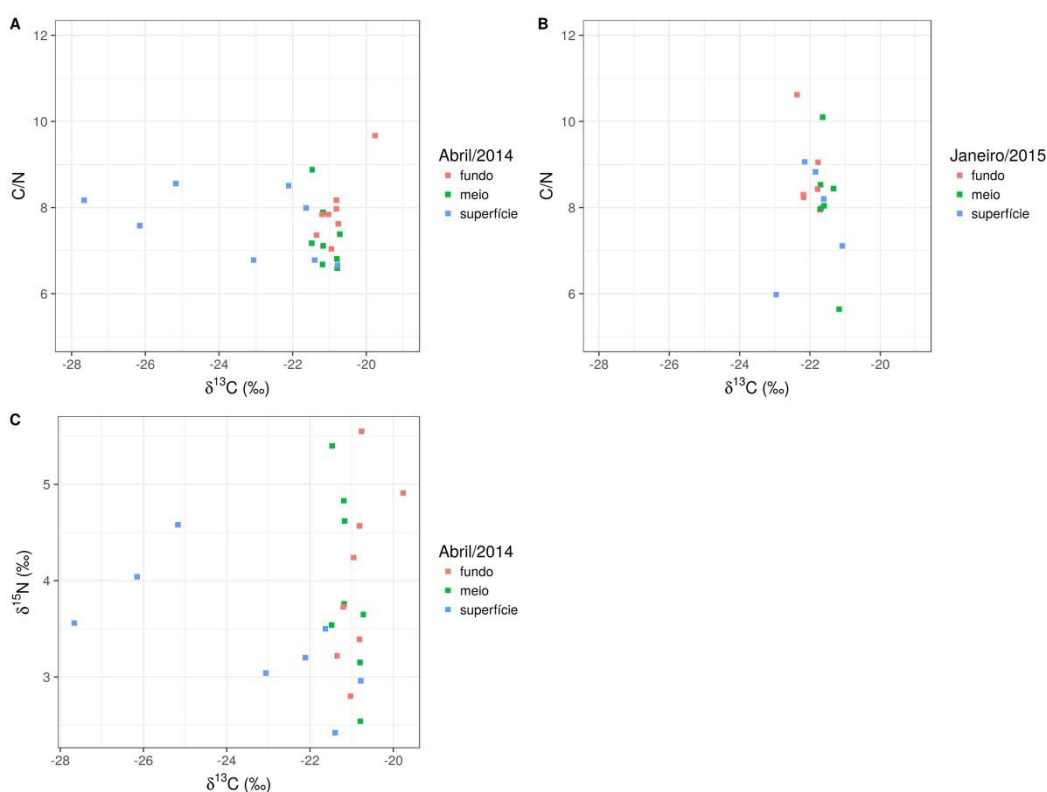 A
12
10
8
6
C/N
-28
-26
-24
-22
-20
δ13C (‰)
Abril/2014
fundo
meio
superfície
B
12
10
8
6
C/N
-28
-26
-24
-22
-20
δ13C (‰)
Janeiro/2015
fundo
meio
superfície
C
5
4
3
δ15N (‰)
-28
-26
-24
-22
-20
δ13C (‰)
Abril/2014
fundo
meio
superfície